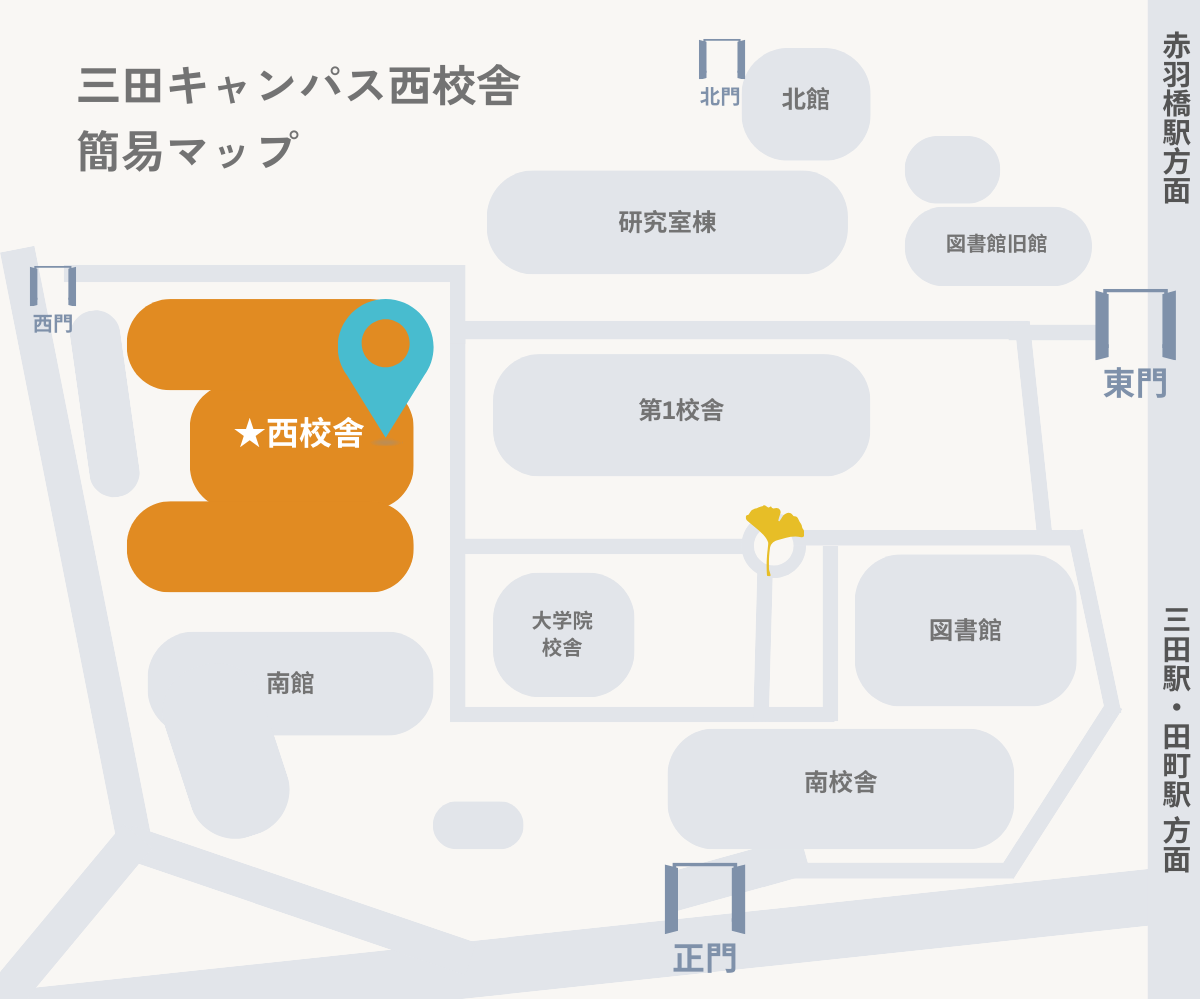 三田キャンパス西校舎
簡易マップ
北門
北館
赤羽橋駅方面
研究室棟
図書館旧館
西門
東門
第1校舎
★西校舎
大学院
校舎
図書館
南館
三田駅・田町駅 方面
南校舎
正門